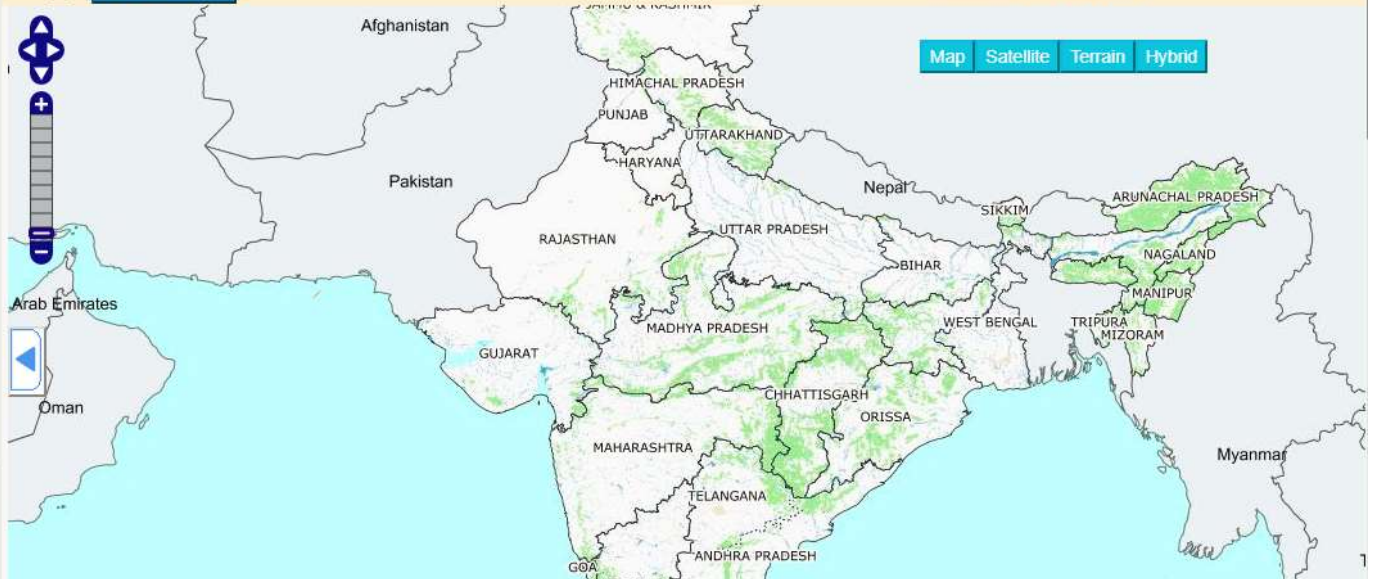 JAMMU & KASHMIR
Afghanistan
Map Satellite Terrain Hybrid
HIMACHAL PRADESH
PUNJAB
UTTARAKHAND
HARYANA
Pakistan
Nepal
ARUNACHAL PRADESH
SIKKIM
UTTAR PRADESH
RAJASTHAN
NAGALAND
BIHAR
MANIPUR
Arab Emirates
WEST BENGAL
TRIPURA
MADHYA PRADESH
MIZORAM
GUJARAT
CHHATTISGARH
Oman
ORISSA
MAHARASHTRA
Myanmar
TELANGANA
ANDHRA PRADESH
GOA